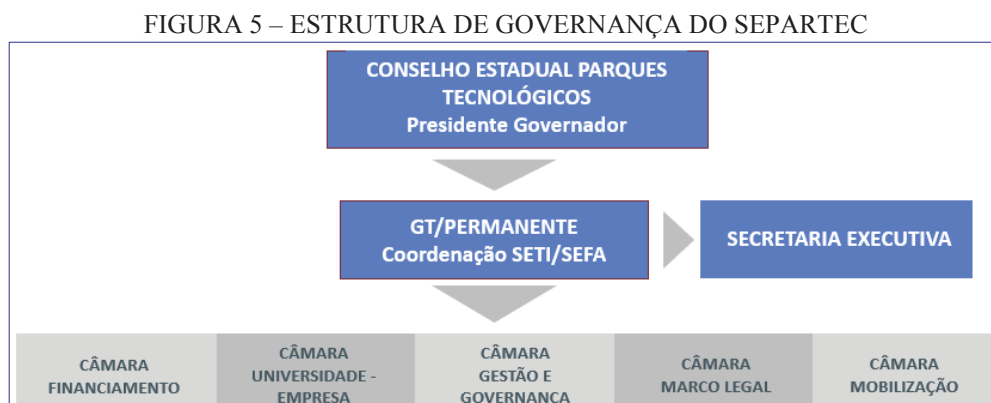 FIGURA 5 – ESTRUTURA DE GOVERNANÇA DO SEPARTEC
CONSELHO ESTADUAL PARQUES
TECNOLÓGICOS
Presidente Governador
GT/PERMANENTE
Coordenação SETI/SEFA
SECRETARIA EXECUTIVA
CÂMARA
FINANCIAMENTO
CÂMARA
UNIVERSIDADE -
EMPRESA
CÂMARA
GESTÃO E
GOVERNANÇA
CÂMARA
MARCO LEGAL
CÂMARA
MOBILIZAÇÃO